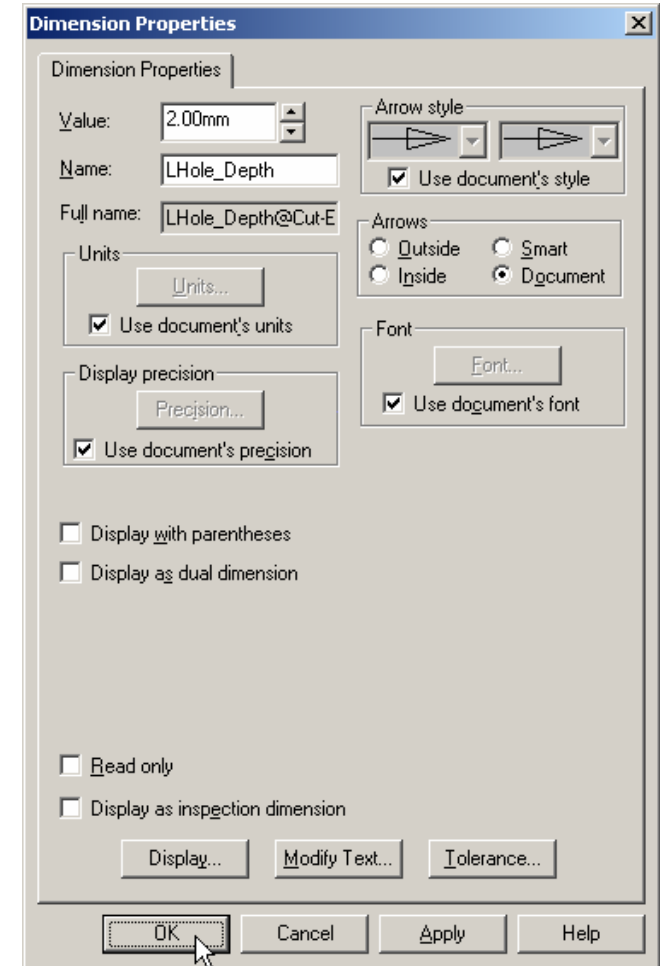 Dimension Properties
Dimension Properties
Value: 2.00mm
Name: LHole_Depth
Full name: LHole_Depth@Cut-E
Units
Units...
Use document's units
Display precision
Precision...
Use document's precision
Arrow style
Use document's style
Arrows
Outside Smart
Inside Document
Font
Font...
Use document's font
Display with parentheses
Display as dual dimension
Read only
Display as inspection dimension
Display... Modify Text... Tolerance...
OK Cancel Apply Help